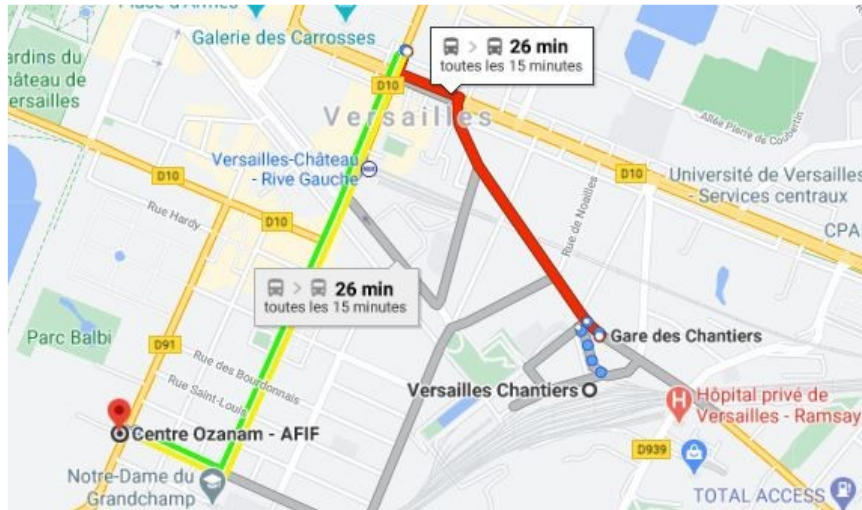 Place d'Armes
Galerie des Carrosses
26 min
toutes les 15 minutes
ardins du
hâteau de
ersailles
D10
Versailles
Allée Pierre de Coubertin
Versailles-Château
- Rive Gauche
D10
D10
Université de Versailles
- Services centraux
Rue Hardy
D10
Rue de Noailles
CPA
26 min
toutes les 15 minutes
Parc Balbi
D91
Gare des Chantiers
Rue des Bourdonnais
Rue Saint-Louis
Versailles Chantiers
H
Hôpital privé de
Versailles - Ramsay
Centre Ozanam - AFIF
D939
Notre-Dame du
Grandchamp
TOTAL ACCESS